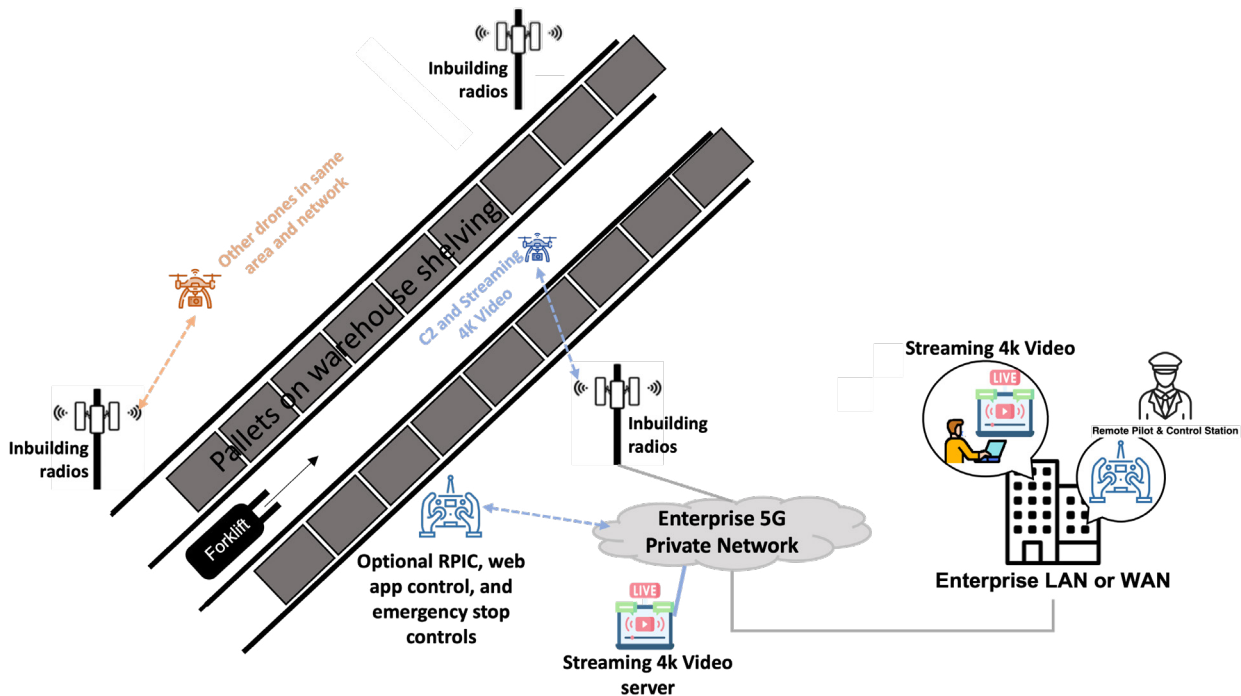 Inbuilding
radios
Other drones in same
area and network
Pallets on warehouse shelving
C2 and Streaming
4K Video
Inbuilding
radios
Inbuilding
radios
Forklift
Optional RPIC, web
app control, and
emergency stop
controls
Enterprise 5G
Private Network
LIVE
Streaming 4k Video
server
Streaming 4k Video
LIVE
Remote Pilot & Control Station
Enterprise LAN or WAN